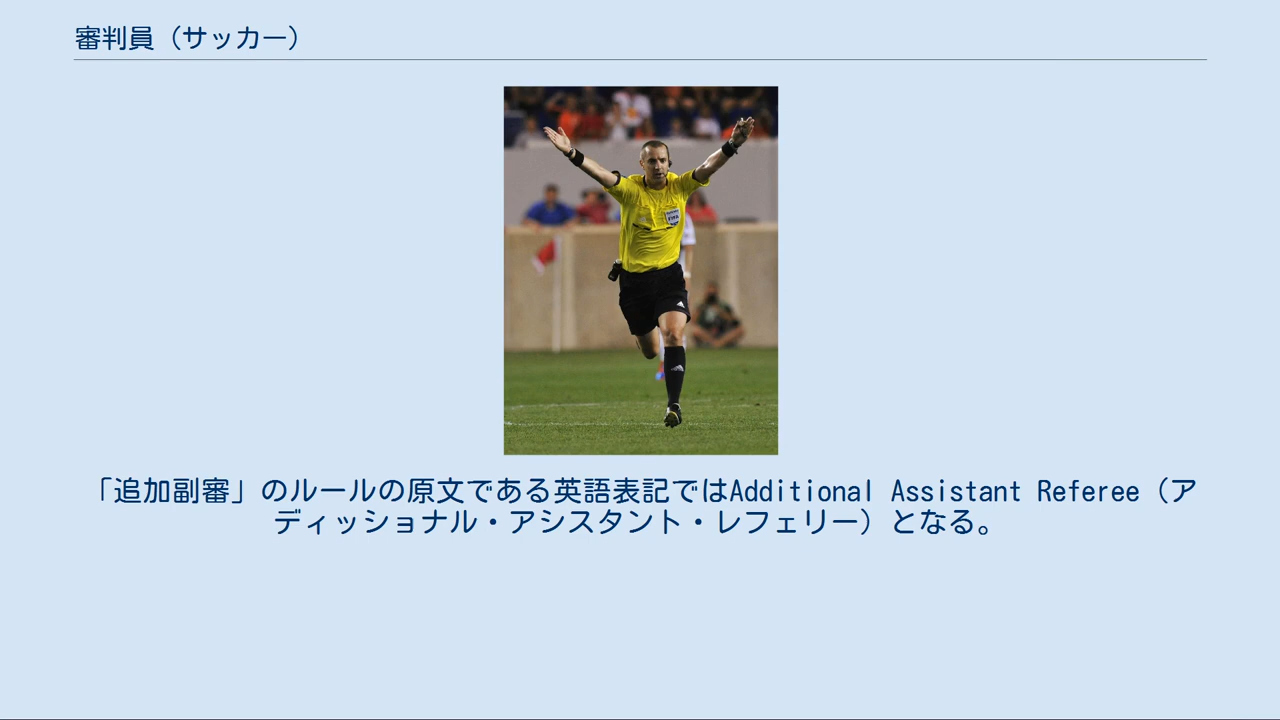 審判員（サッカー）
「追加副審」のルールの原文である英語表記ではAdditional Assistant Referee（ア
ディッショナル・アシスタント・レフェリー）となる。